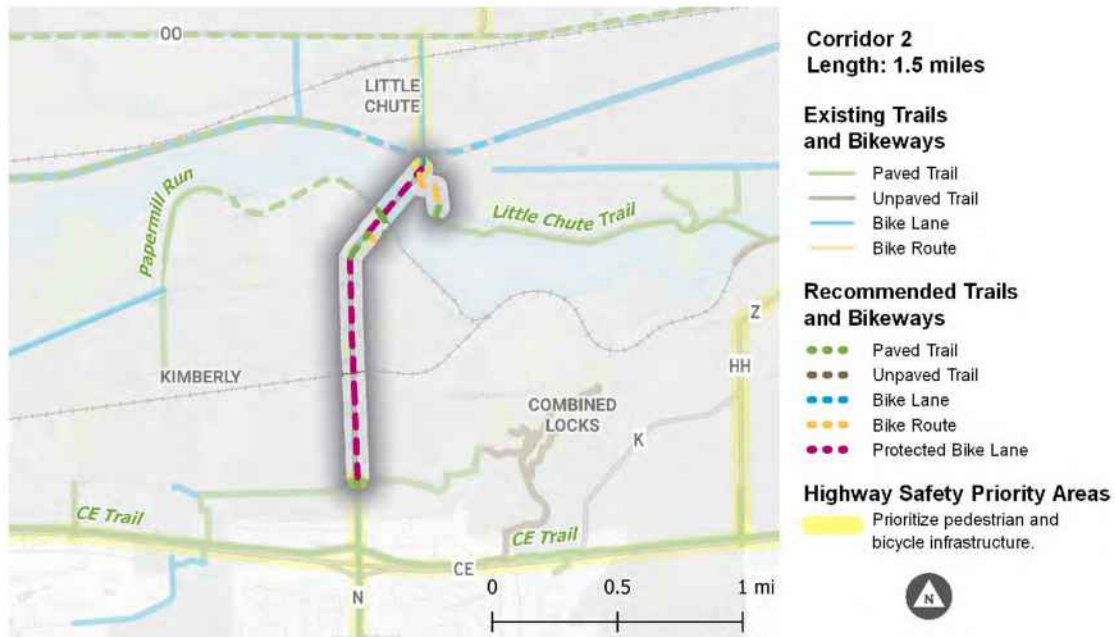 OO
LITTLE
CHUTE
Papermill Run
Little Chute Trail
KIMBERLY
COMBINED
LOCKS
Z
HH
K
CE Trail
CE Trail
CE
N
0 0.5 1 mi
Corridor 2
Length: 1.5 miles
Existing Trails
and Bikeways
Paved Trail
Unpaved Trail
Bike Lane
Bike Route
Recommended Trails
and Bikeways
Paved Trail
Unpaved Trail
Bike Lane
Bike Route
Protected Bike Lane
Highway Safety Priority Areas
Prioritize pedestrian and
bicycle infrastructure.
N